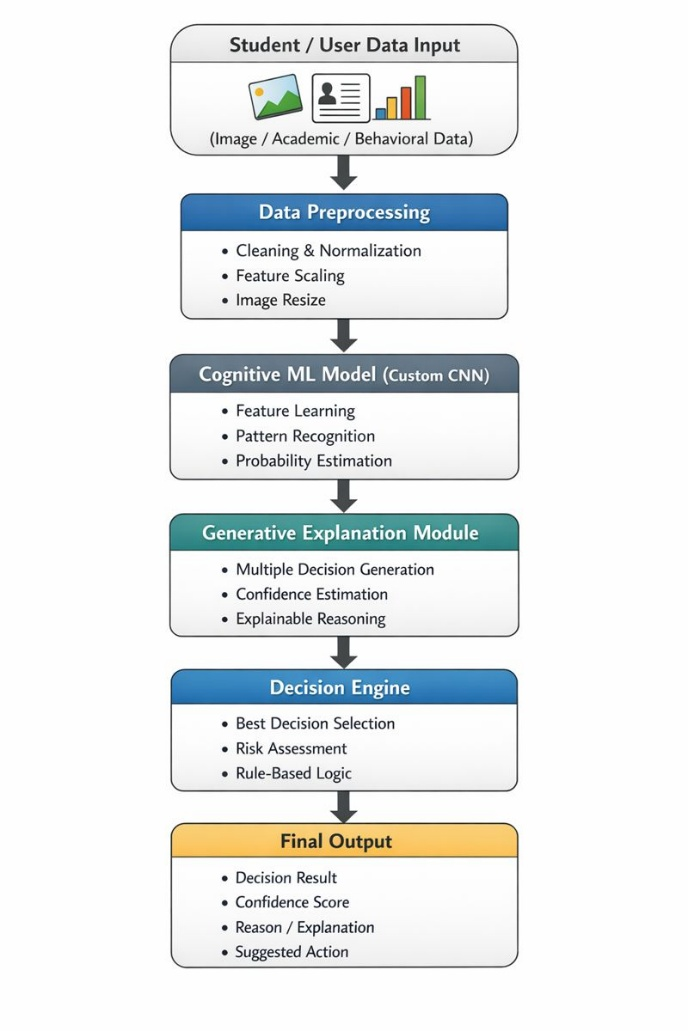 Student / User Data Input
(Image / Academic / Behavioral Data)
Data Preprocessing
• Cleaning & Normalization
• Feature Scaling
• Image Resize
Cognitive ML Model (Custom CNN)
• Feature Learning
• Pattern Recognition
• Probability Estimation
Generative Explanation Module
• Multiple Decision Generation
• Confidence Estimation
• Explainable Reasoning
Decision Engine
• Best Decision Selection
• Risk Assessment
• Rule-Based Logic
Final Output
• Decision Result
• Confidence Score
• Reason / Explanation
• Suggested Action